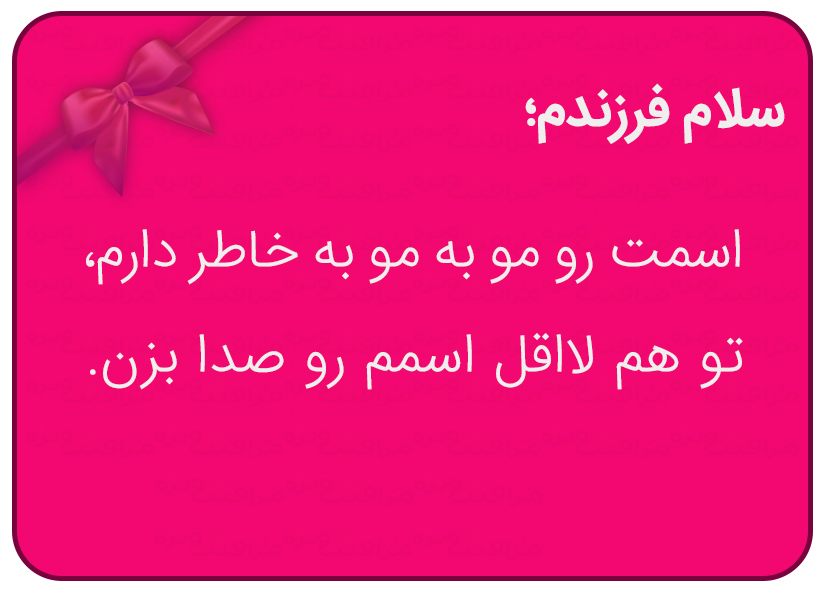 سلام فرزندم؛
اسمت رو مو به مو به خاطر دارم،
تو هم لااقل اسمم رو صدا بزن.